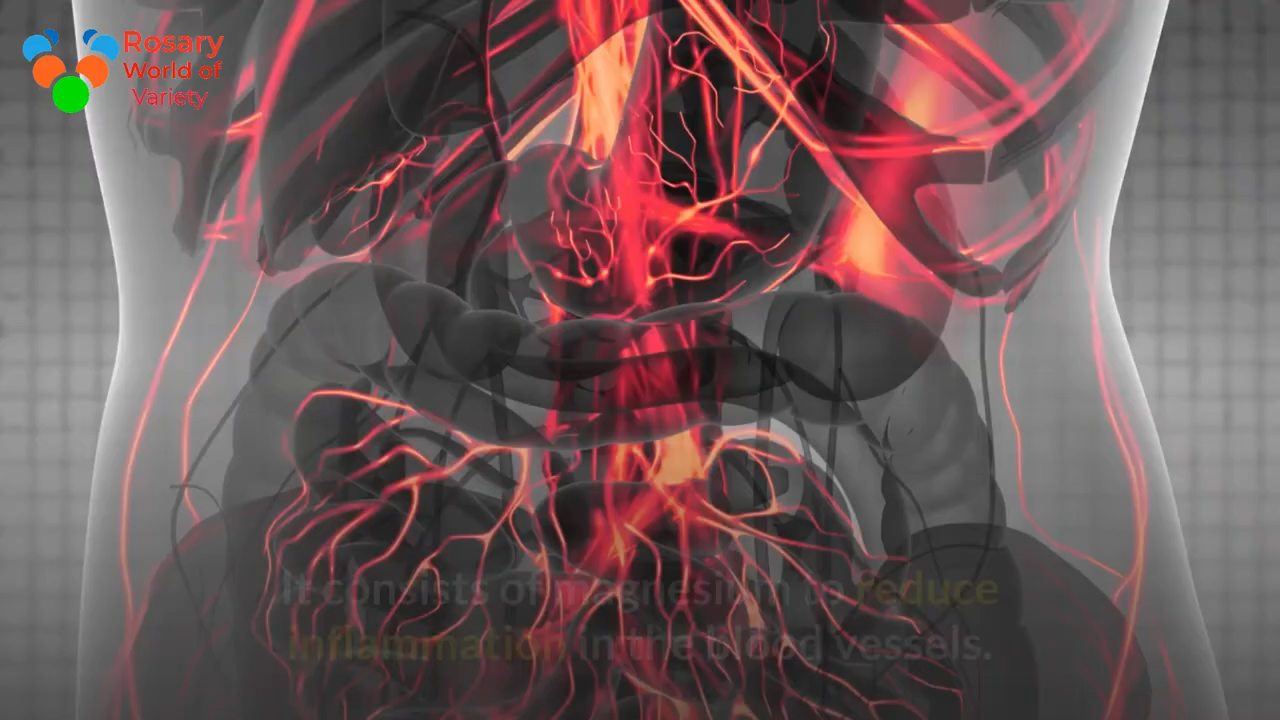 Rosary
World of
Variety
It consists of magnesium to reduce
inflammation in the blood vessels.